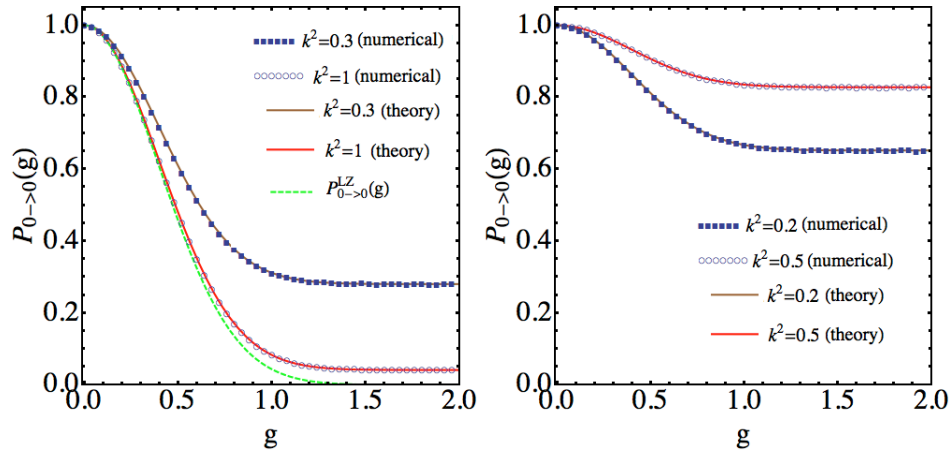 1.0
0.8
0.6
0.4
0.2
0.0
P0->0(g)
k²=0.3 (numerical)
k²=1 (numerical)
k²=0.3 (theory)
k²=1 (theory)
P^LZ_0->0(g)
0.0 0.5 1.0 1.5 2.0
g
1.0
0.8
0.6
0.4
0.2
0.0
P0->0(g)
k²=0.2 (numerical)
k²=0.5 (numerical)
k²=0.2 (theory)
k²=0.5 (theory)
0.0 0.5 1.0 1.5 2.0
g